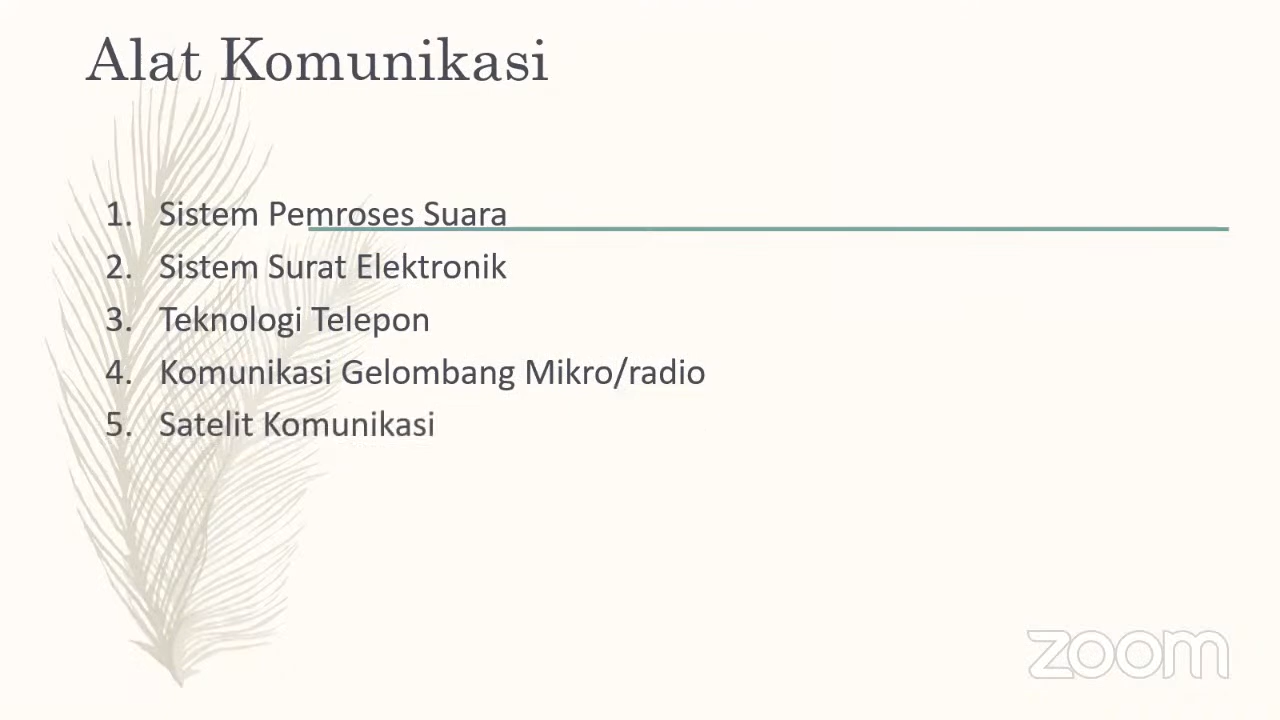 Alat Komunikasi
1. Sistem Pemroses Suara
2. Sistem Surat Elektronik
3. Teknologi Telepon
4. Komunikasi Gelombang Mikro/radio
5. Satelit Komunikasi
zoom